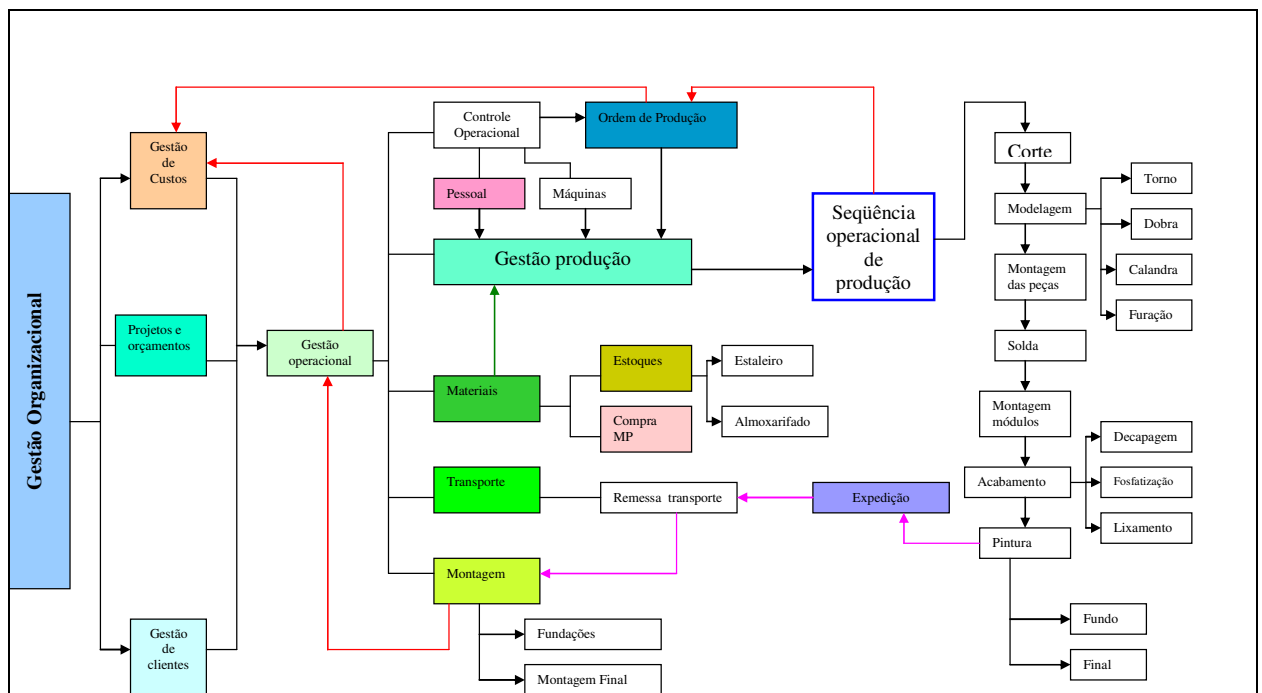 Gestão Organizacional
Gestão
de
Custos
Projetos e
orçamentos
Gestão
de
clientes
Gestão
operacional
Controle
Operacional
Ordem de Produção
Pessoal
Máquinas
Gestão produção
Materiais
Estoques
Compra
MP
Estaleiro
Almoxarifado
Transporte
Remessa transporte
Expedição
Montagem
Fundações
Montagem Final
Seqüência
operacional
de
produção
Corte
Modelagem
Torno
Dobra
Calandra
Furação
Montagem
das peças
Solda
Montagem
módulos
Acabamento
Decapagem
Fosfatização
Lixamento
Pintura
Fundo
Final